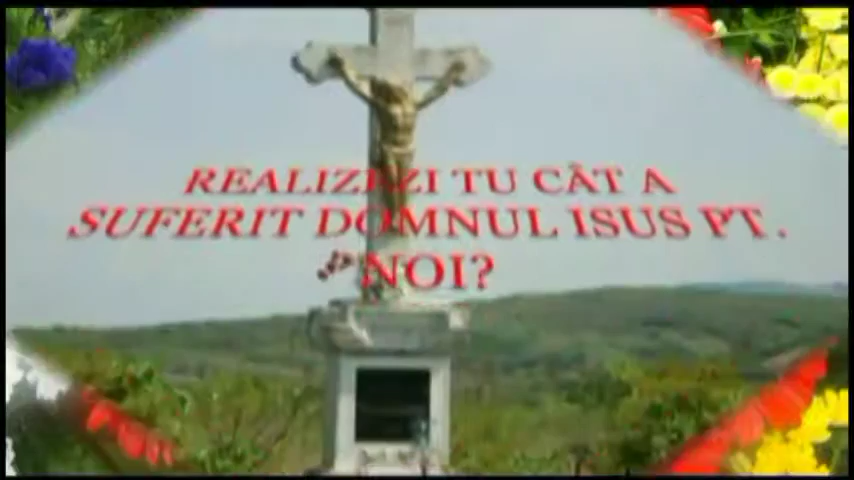 REALIZEZI TU CÂT A
SUFERIT DOMNUL ISUS PT.
NOI?